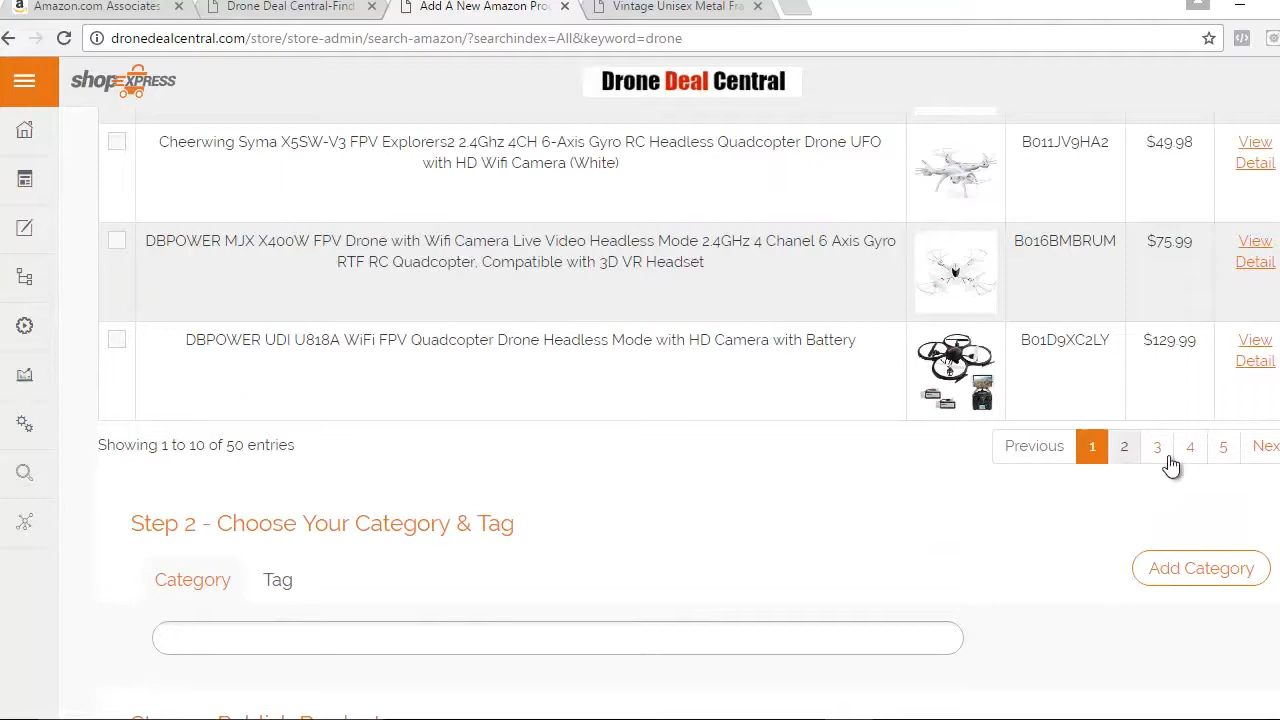 Amazon.com Associates
Drone Deal Central-Find
Add A New Amazon Pro
Vintage Unisex Metal Fra
dronedealcentral.com/store/store-admin/search-amazon/?searchindex=All&keyword=drone
shopEXPRESS
Drone Deal Central
Cheerwing Syma X5SW-V3 FPV Explorers2 2.4Ghz 4CH 6-Axis Gyro RC Headless Quadcopter Drone UFO
with HD Wifi Camera (White)
B011JV9HA2
$49.98
View
Detail
DBPOWER MJX X400W FPV Drone with Wifi Camera Live Video Headless Mode 2.4GHz 4 Chanel 6 Axis Gyro
RTF RC Quadcopter, Compatible with 3D VR Headset
B016BMBRUM
$75.99
View
Detail
DBPOWER UDI U818A WiFi FPV Quadcopter Drone Headless Mode with HD Camera with Battery
B01D9XC2LY
$129.99
View
Detail
Showing 1 to 10 of 50 entries
Previous 1 2 3 4 5 Nex
Step 2 - Choose Your Category & Tag
Category
Tag
Add Category